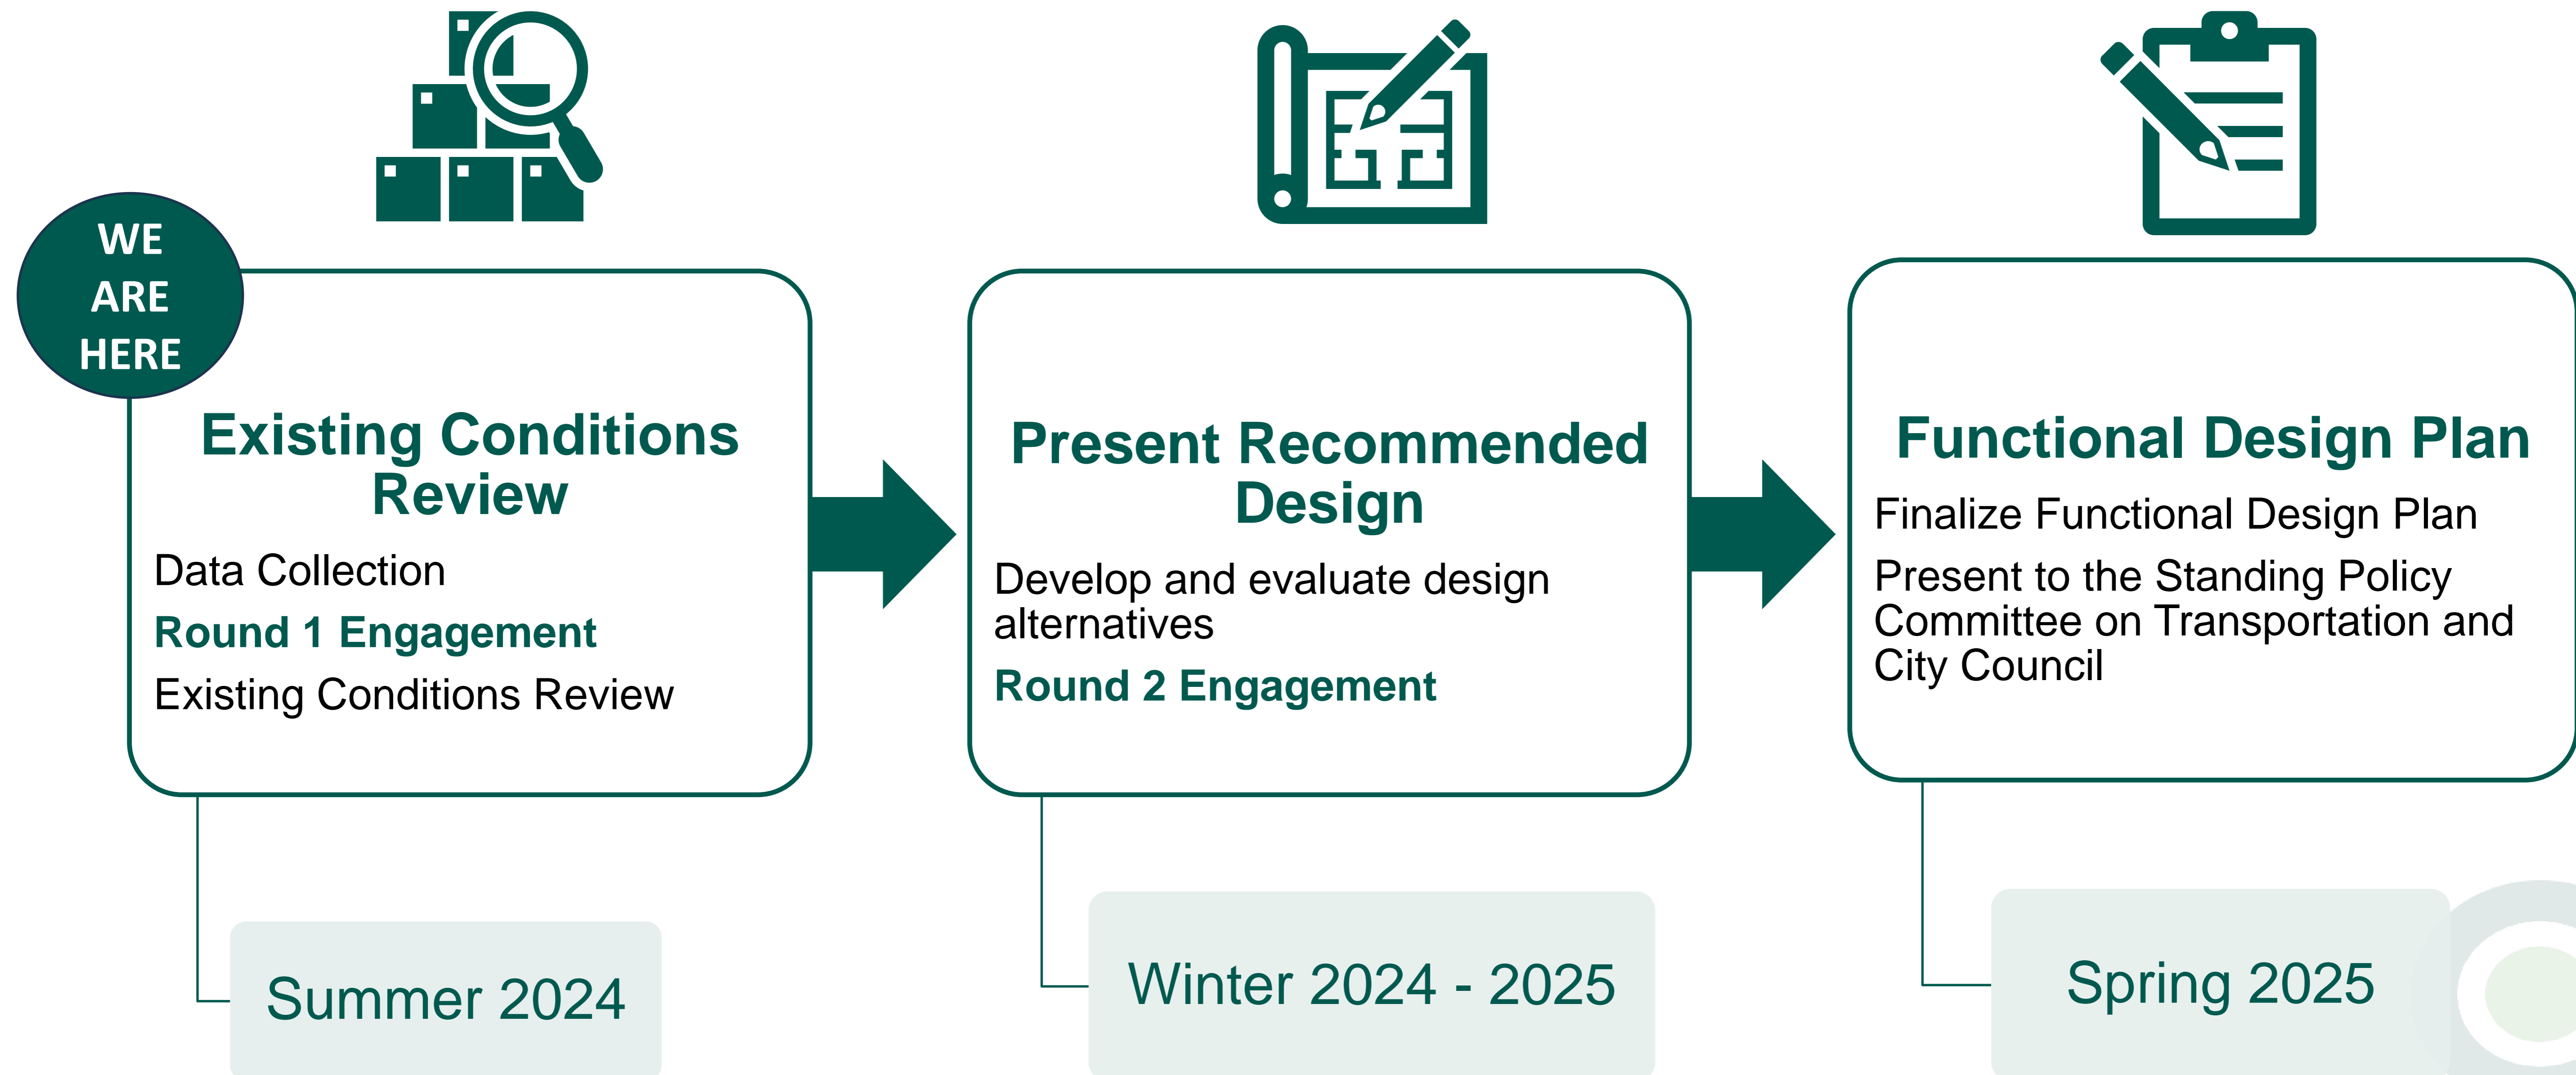 WE
ARE
HERE
Existing Conditions
Review
Data Collection
Round 1 Engagement
Existing Conditions Review
Summer 2024
Present Recommended
Design
Develop and evaluate design
alternatives
Round 2 Engagement
Winter 2024 - 2025
Functional Design Plan
Finalize Functional Design Plan
Present to the Standing Policy
Committee on Transportation and
City Council
Spring 2025